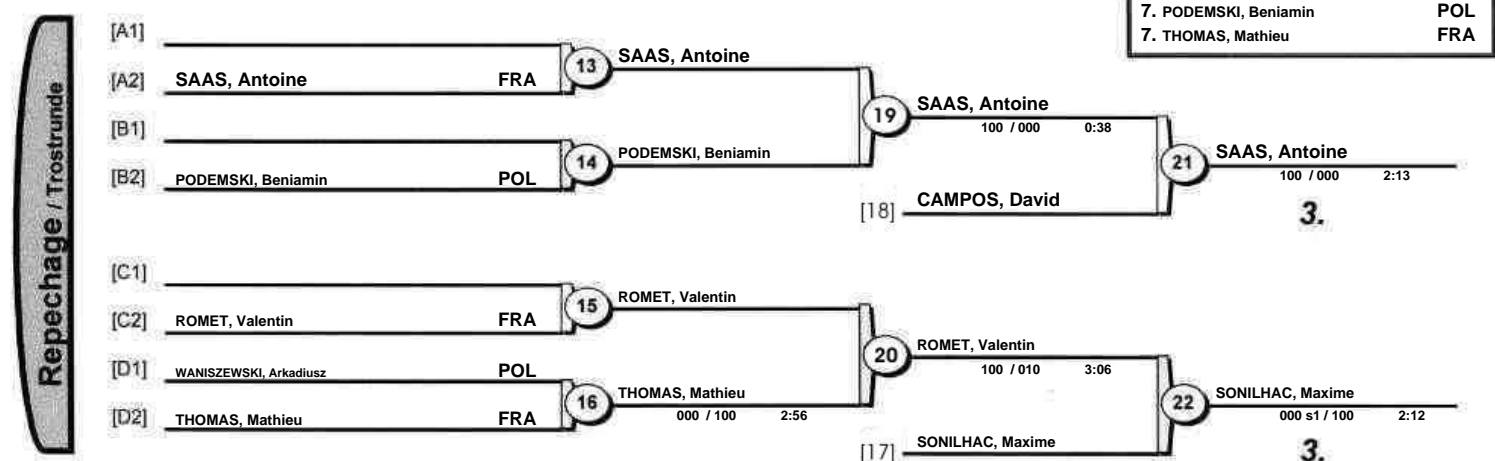 7. PODEMSKI, Beniamin POL
7. THOMAS, Mathieu FRA
Repechage / Trostrunde
[A1]
[A2] SAAS, Antoine FRA
13 SAAS, Antoine
[B1]
[B2] PODEMSKI, Beniamin POL
14 PODEMSKI, Beniamin
19 SAAS, Antoine
100 / 000 0:38
[18] CAMPOS, David
21 SAAS, Antoine
100 / 000 2:13
3.
[C1]
[C2] ROMET, Valentin FRA
15 ROMET, Valentin
[D1] WANISZEWSKI, Arkadiusz POL
[D2] THOMAS, Mathieu FRA
16 THOMAS, Mathieu
000 / 100 2:56
20 ROMET, Valentin
100 / 010 3:06
[17] SONILHAC, Maxime
22 SONILHAC, Maxime
000 s1 / 100 2:12
3.